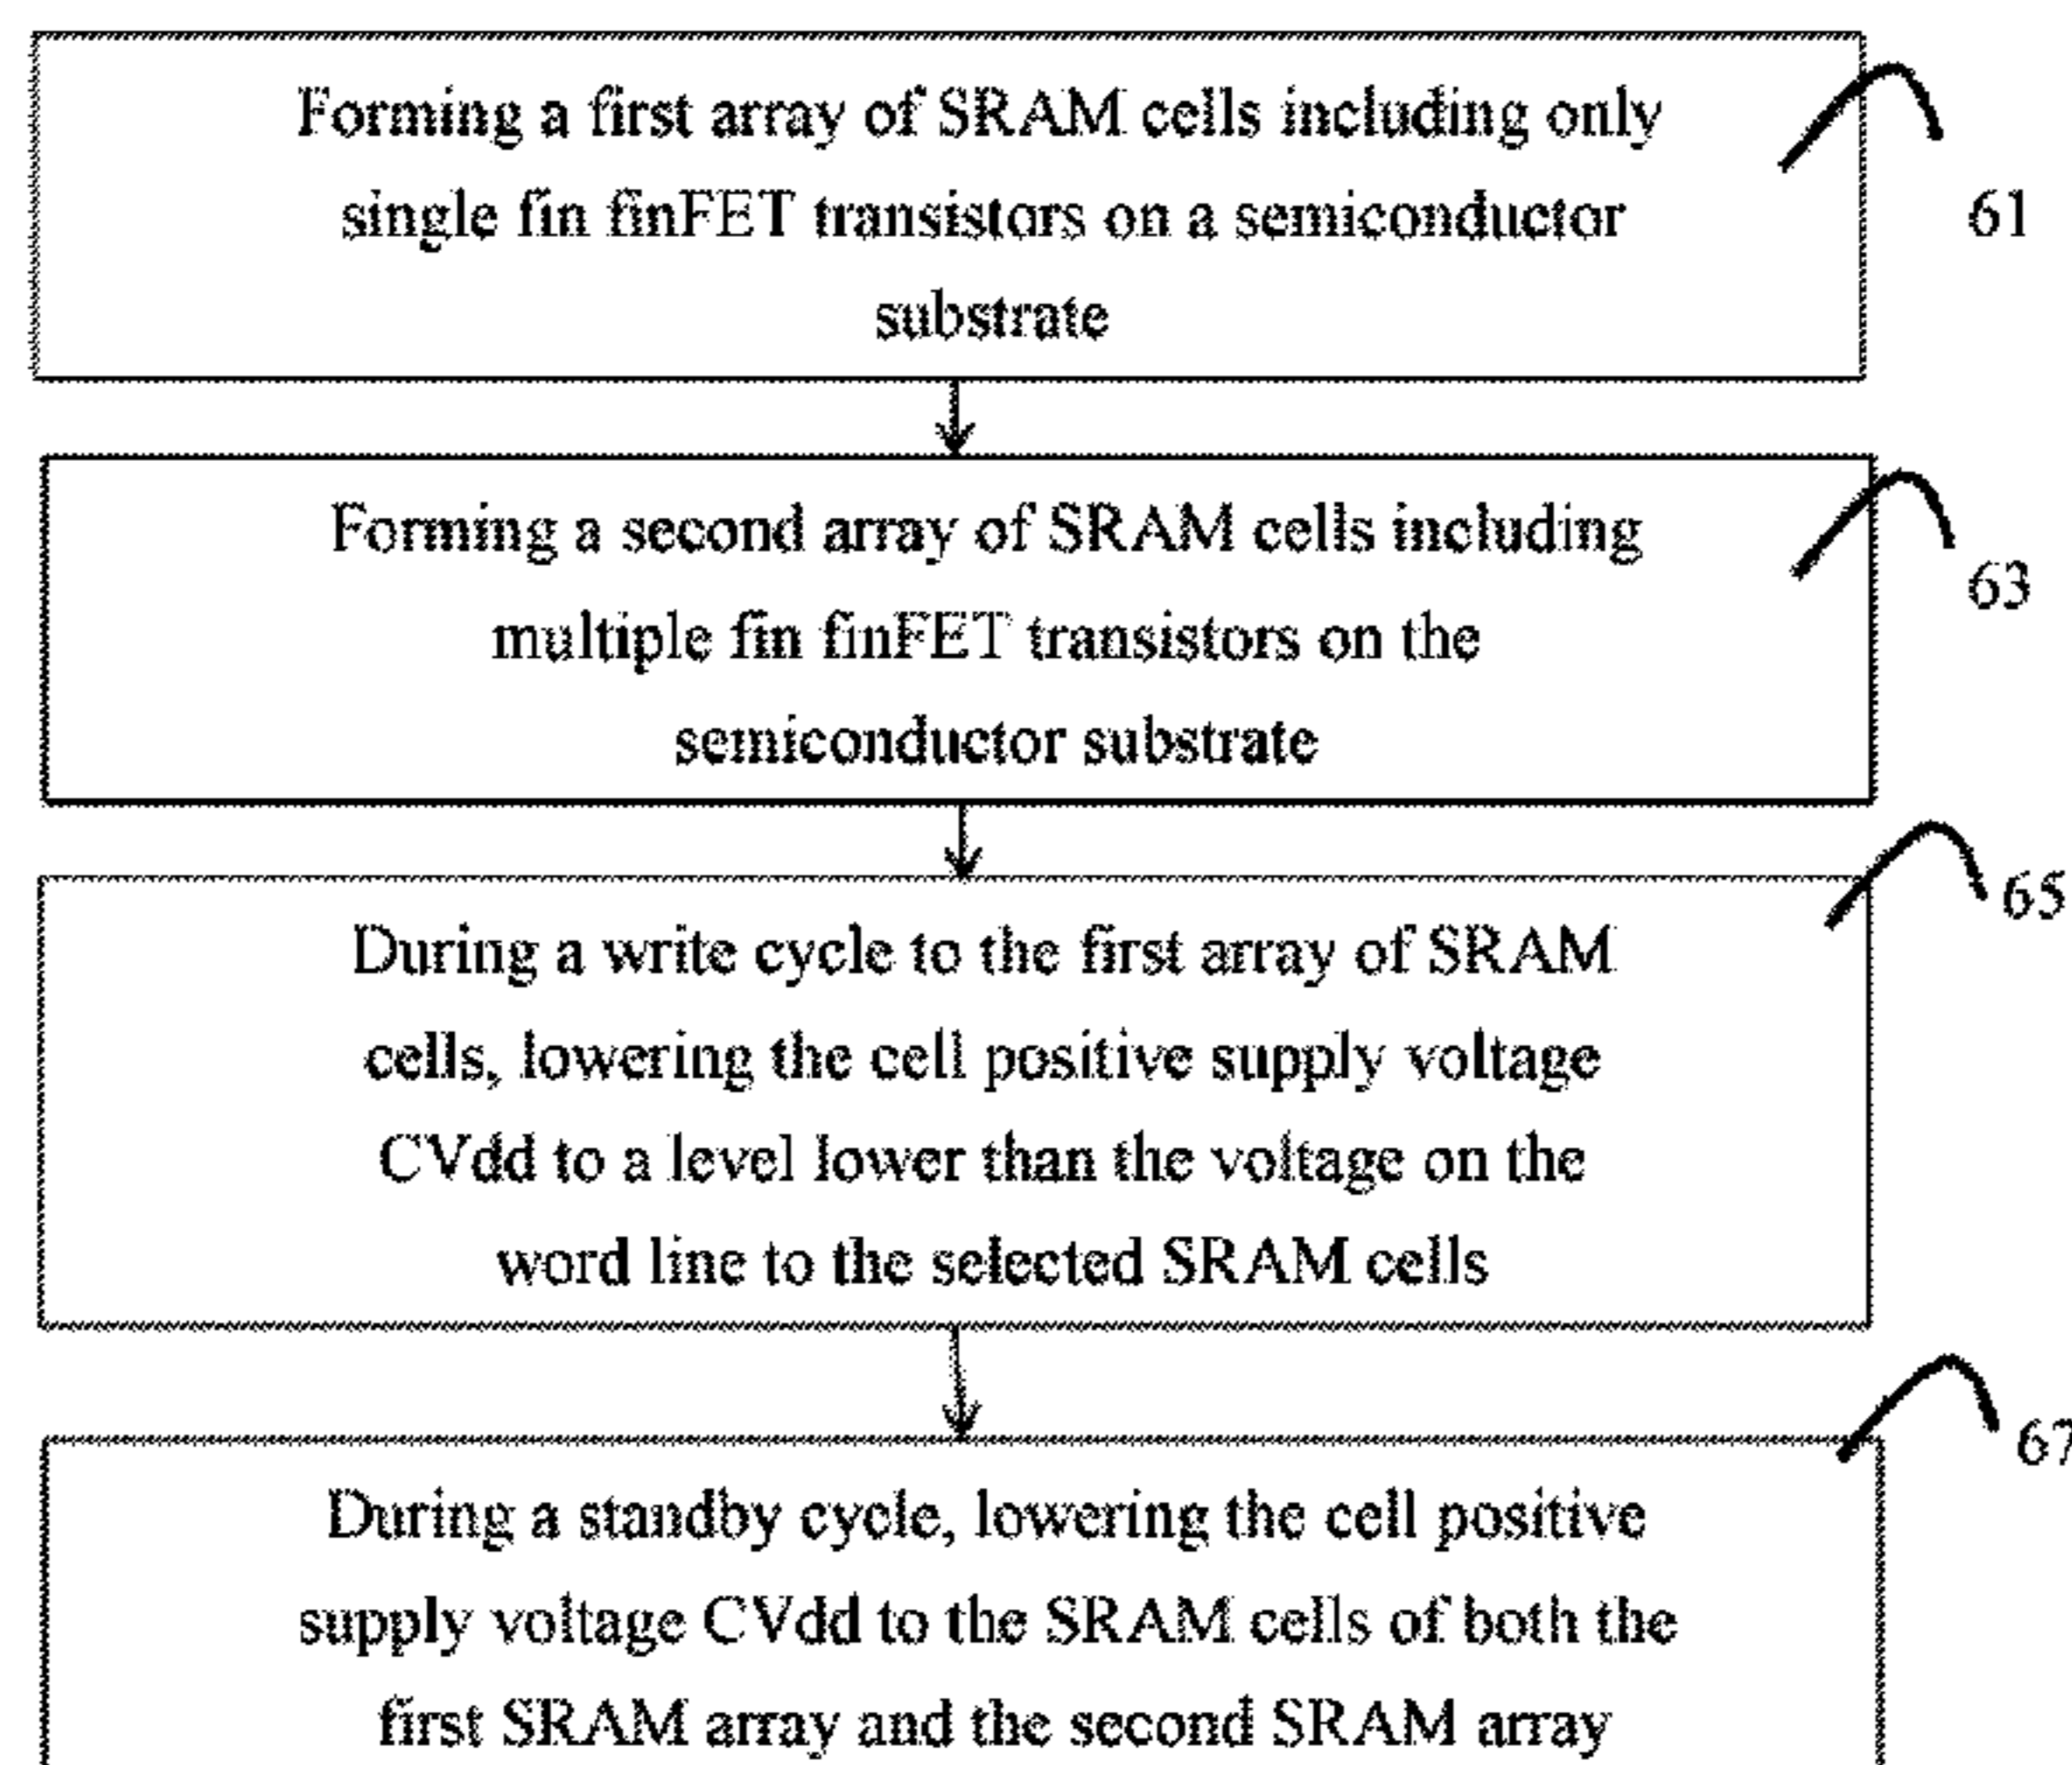 Forming a first array of SRAM cells including only
single fin finFET transistors on a semiconductor
substrate
61
Forming a second array of SRAM cells including
multiple fin finFET transistors on the
semiconductor substrate
63
During a write cycle to the first array of SRAM
cells, lowering the cell positive supply voltage
CVdd to a level lower than the voltage on the
word line to the selected SRAM cells
65
During a standby cycle, lowering the cell positive
supply voltage CVdd to the SRAM cells of both the
first SRAM array and the second SRAM array
67